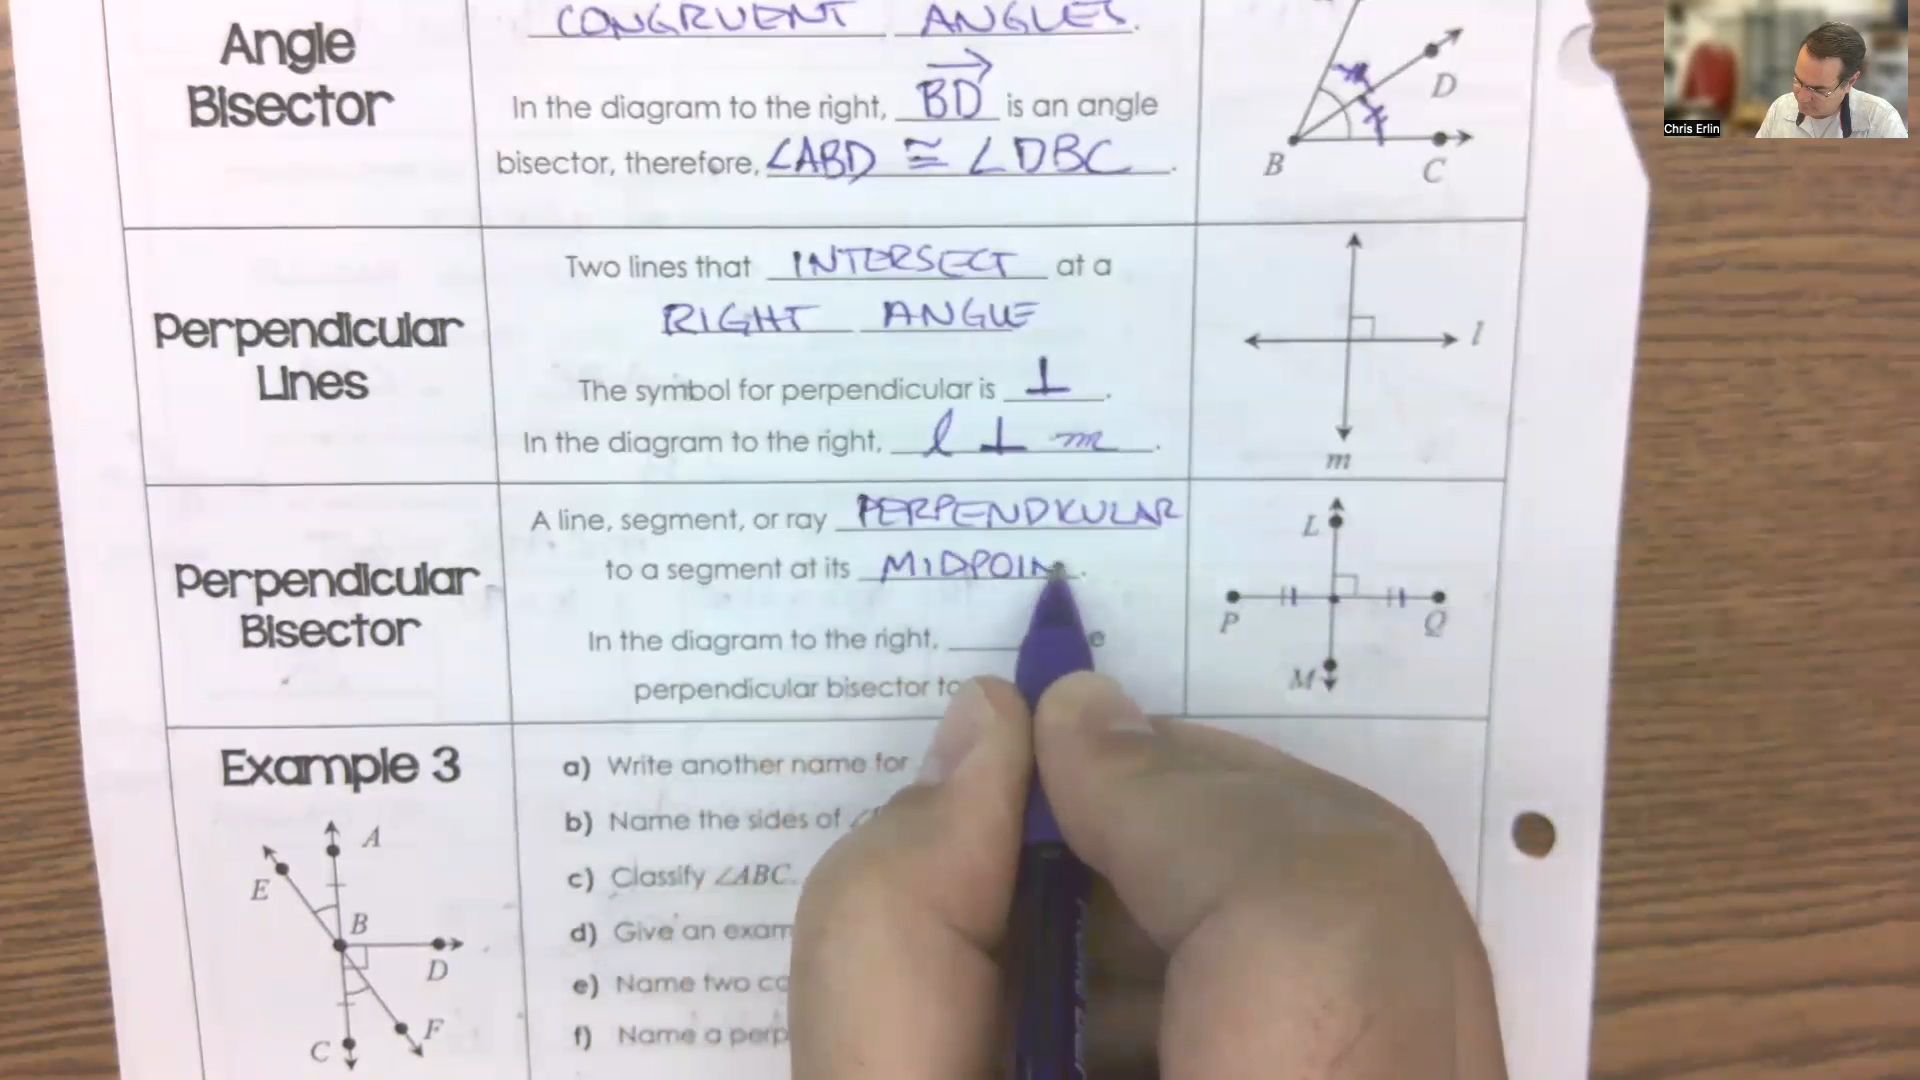 Angle
Bisector
CONGRUENT ANGLES.
In the diagram to the right, BD is an angle
bisector, therefore, ∠ABD ≅ ∠DBC.
D
B
C
Chris Erlin
Perpendicular
Lines
Two lines that INTERSECT at a
RIGHT ANGLE
The symbol for perpendicular is ⊥.
In the diagram to the right, l ⊥ m.
l
m
Perpendicular
Bisector
A line, segment, or ray PERPENDICULAR
to a segment at its MIDPOIN.
In the diagram to the right,
perpendicular bisector to
L
P
Q
M
Example 3
A
E
B
D
F
C
a) Write another name for
b) Name the sides of
c) Classify ∠ABC.
d) Give an exam
e) Name two co
f) Name a perp